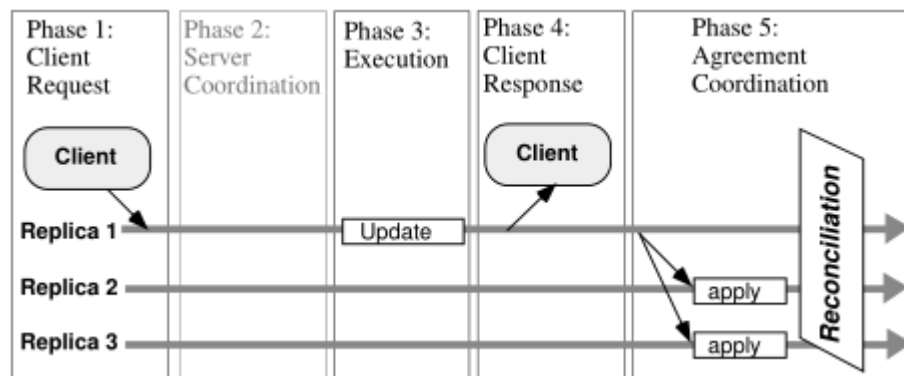 Phase 1:
Client
Request
Phase 2:
Server
Coordination
Phase 3:
Execution
Phase 4:
Client
Response
Phase 5:
Agreement
Coordination
Client
Client
Replica 1
Update
Replica 2
apply
Replica 3
apply
Reconciliation